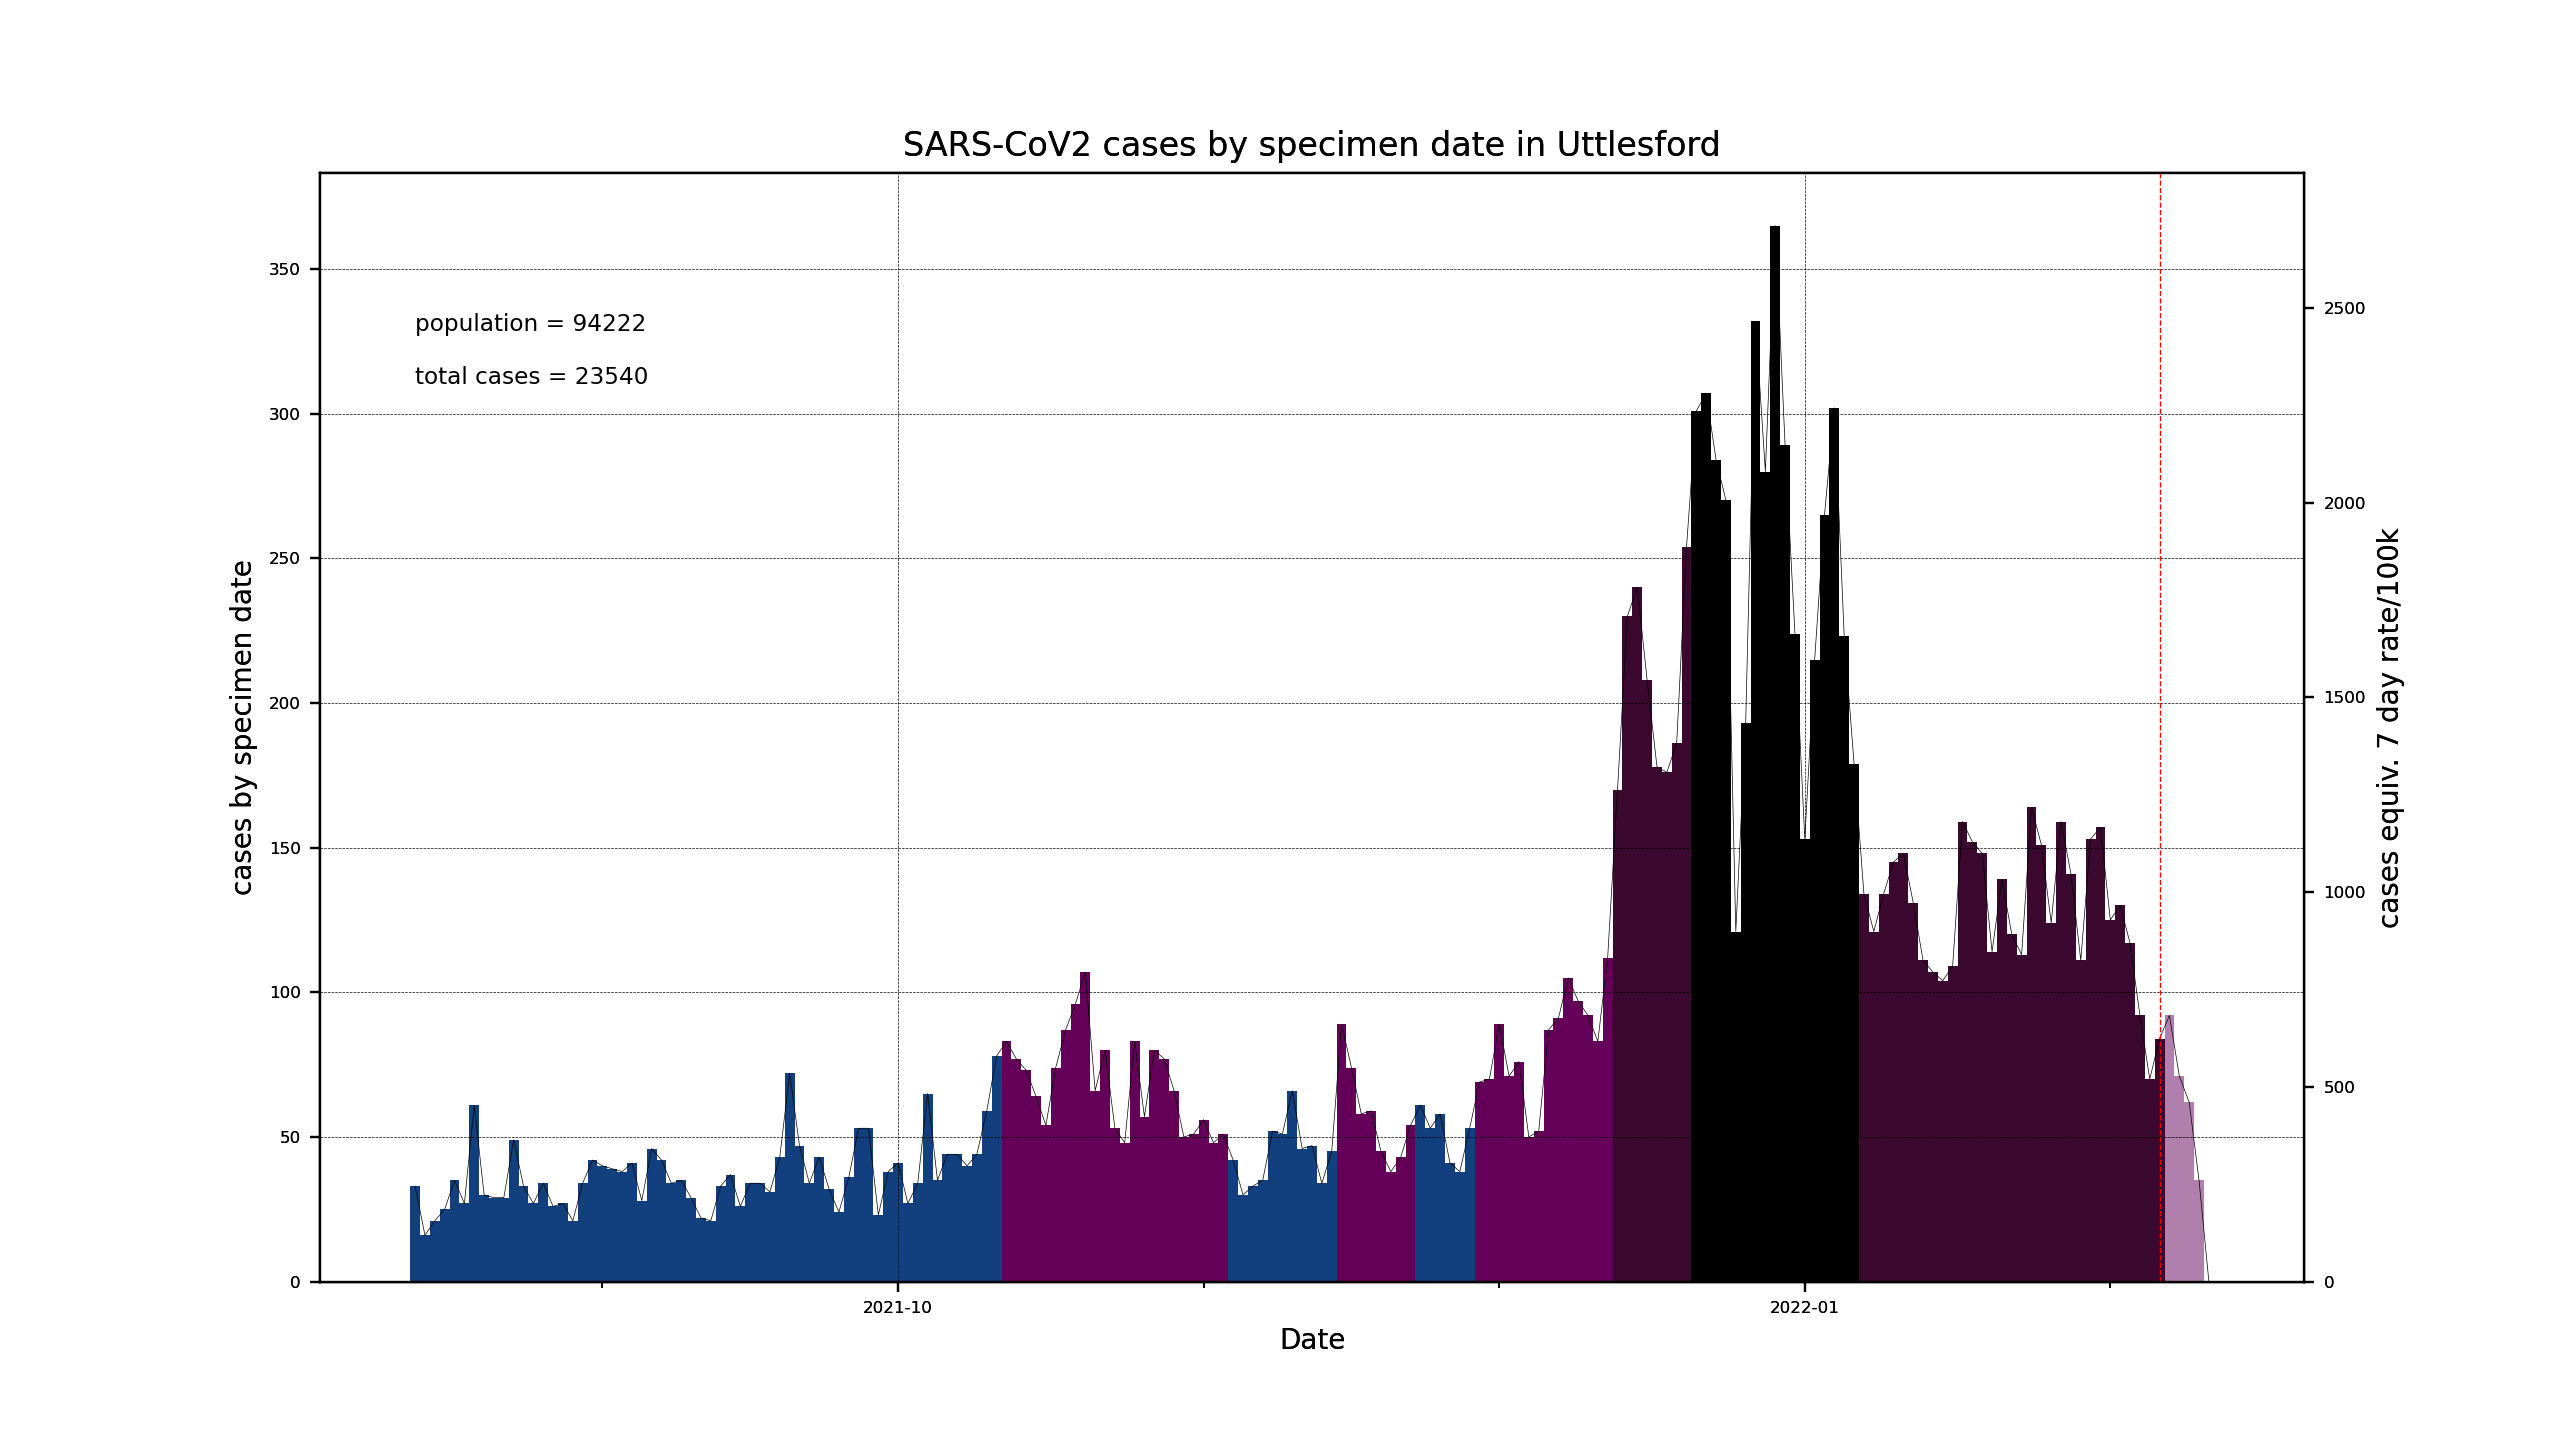 SARS-CoV2 cases by specimen date in Uttlesford
population = 94222
total cases = 23540
cases by specimen date
350
300
250
200
150
100
50
0
2500
2000
1500
1000
500
0
cases equiv. 7 day rate/100k
2021-10
2022-01
Date